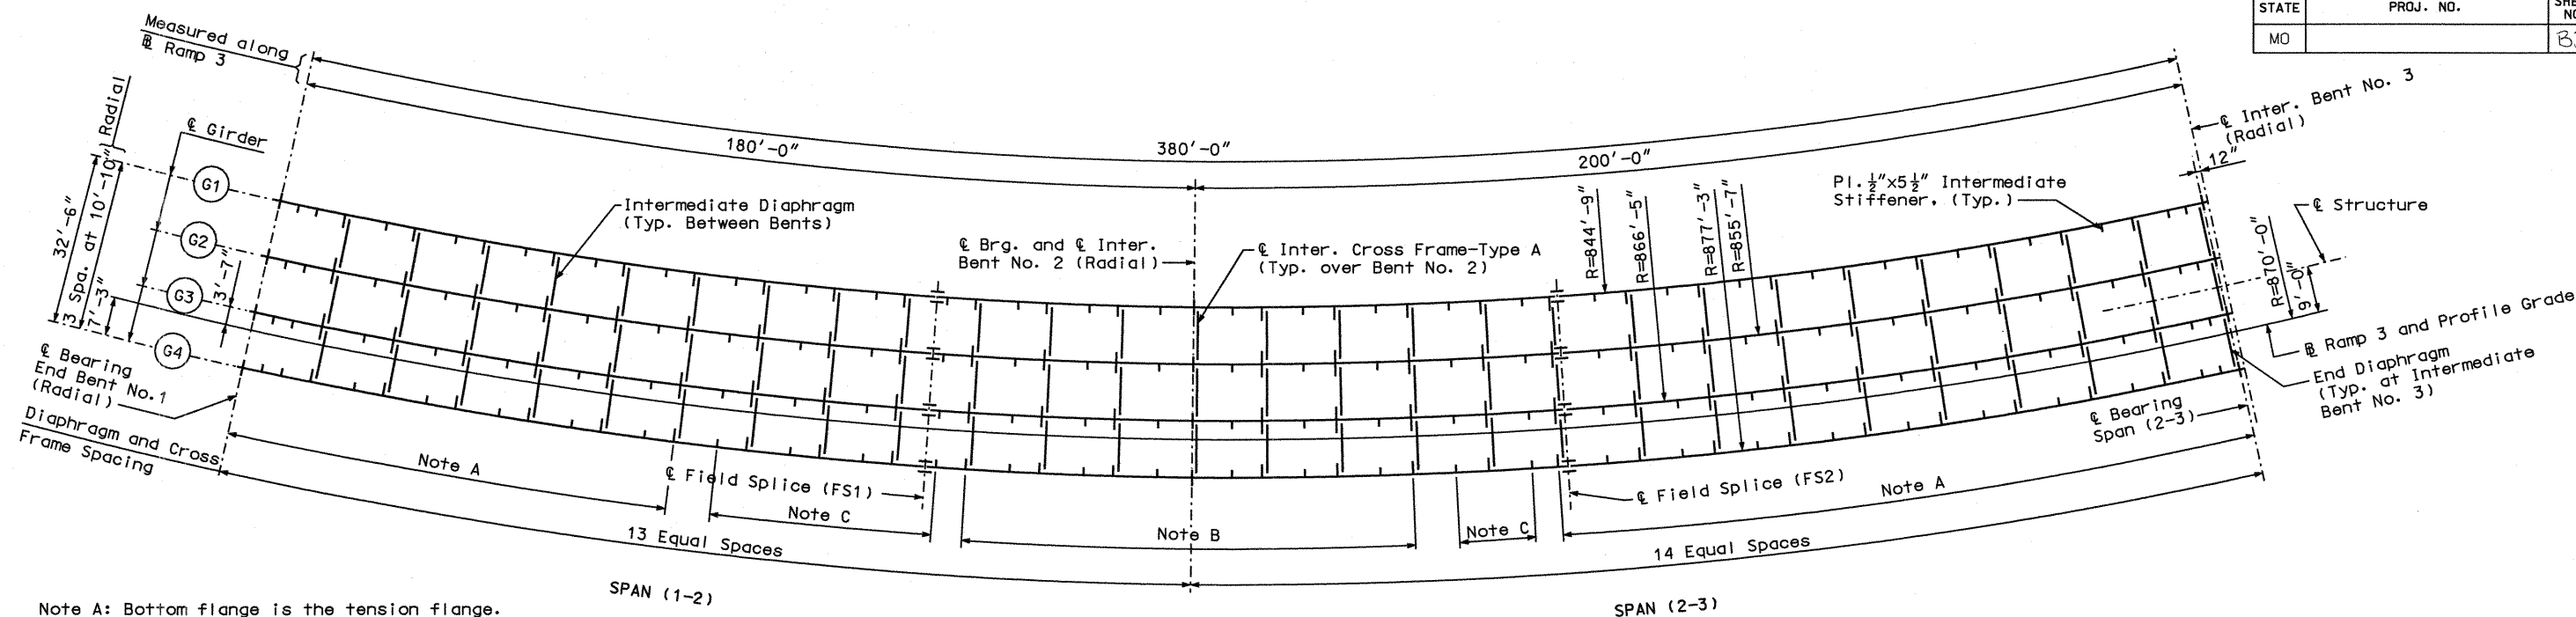 STATE
PROJ. NO.
MO
Measured along
℄ Ramp 3
Radial
℄ Girder
G1
G2
G3
G4
32'-6"
3 Spa. at 10'-10"
7'-3"
3'-7"
180'-0"
380'-0"
200'-0"
Intermediate Diaphragm
(Typ. Between Bents)
℄ Brg. and ℄ Inter.
Bent No. 2 (Radial)
℄ Inter. Cross Frame-Type A
(Typ. over Bent No. 2)
R=844'-9"
R=866'-5"
R=877'-3"
R=855'-7"
Pl. ½"x5½" Intermediate
Stiffener. (Typ.)
℄ Inter. Bent No. 3
(Radial)
12"
℄ Structure
R=870'-0"
9'-0"
℄ Ramp 3 and Profile Grade
End Diaphragm
(Typ. at Intermediate
Bent No. 3)
℄ Bearing
Span (2-3)
℄ Bearing
End Bent No.1
(Radial)
Diaphragm and Cross
Frame Spacing
Note A
℄ Field Splice (FS1)
Note C
13 Equal Spaces
Note B
Note C
℄ Field Splice (FS2)
Note A
14 Equal Spaces
SPAN (1-2)
SPAN (2-3)
Note A: Bottom flange is the tension flange.